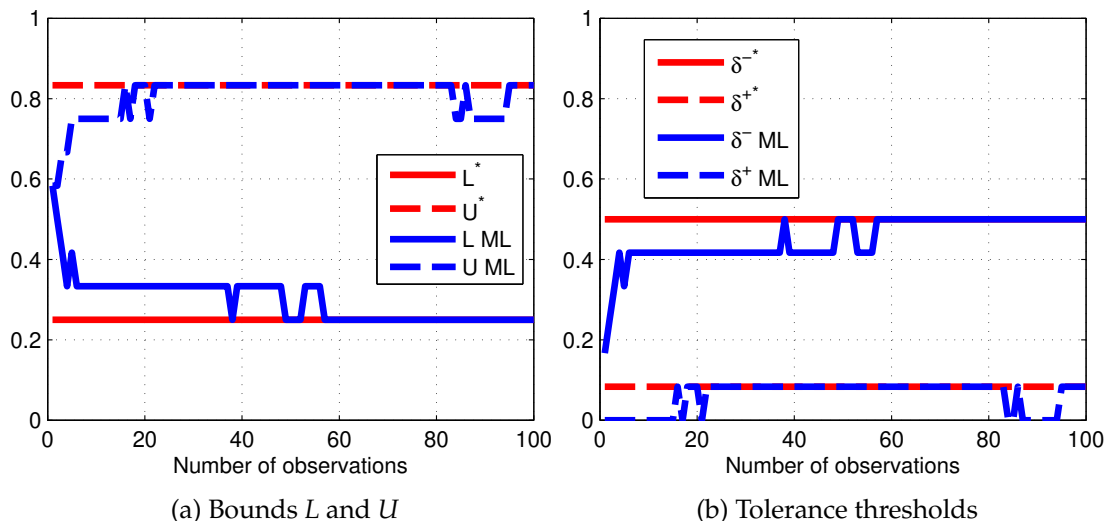 1
0.8
0.6
0.4
0.2
0
0
20
40
60
80
100
Number of observations
L*
U*
L ML
U ML
(a) Bounds L and U
1
0.8
0.6
0.4
0.2
0
0
20
40
60
80
100
Number of observations
δ−*
δ+*
δ− ML
δ+ ML
(b) Tolerance thresholds